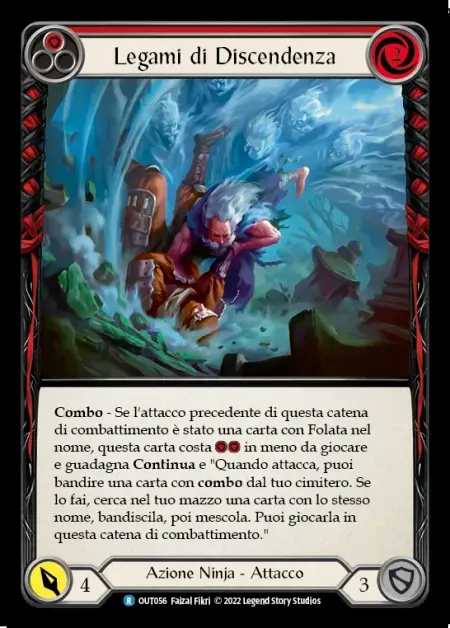 2
Legami di Discendenza
Combo - Se l'attacco precedente di questa catena
di combattimento è stato una carta con Folata nel
nome, questa carta costa in meno da giocare
e guadagna Continua e "Quando attacca, puoi
bandire una carta con combo dal tuo cimitero. Se
lo fai, cerca nel tuo mazzo una carta con lo stesso
nome, bandiscila, poi mescola. Puoi giocarla in
questa catena di combattimento."
4
Azione Ninja - Attacco
3
R OUT056 Faizal Fikri © 2022 Legend Story Studios